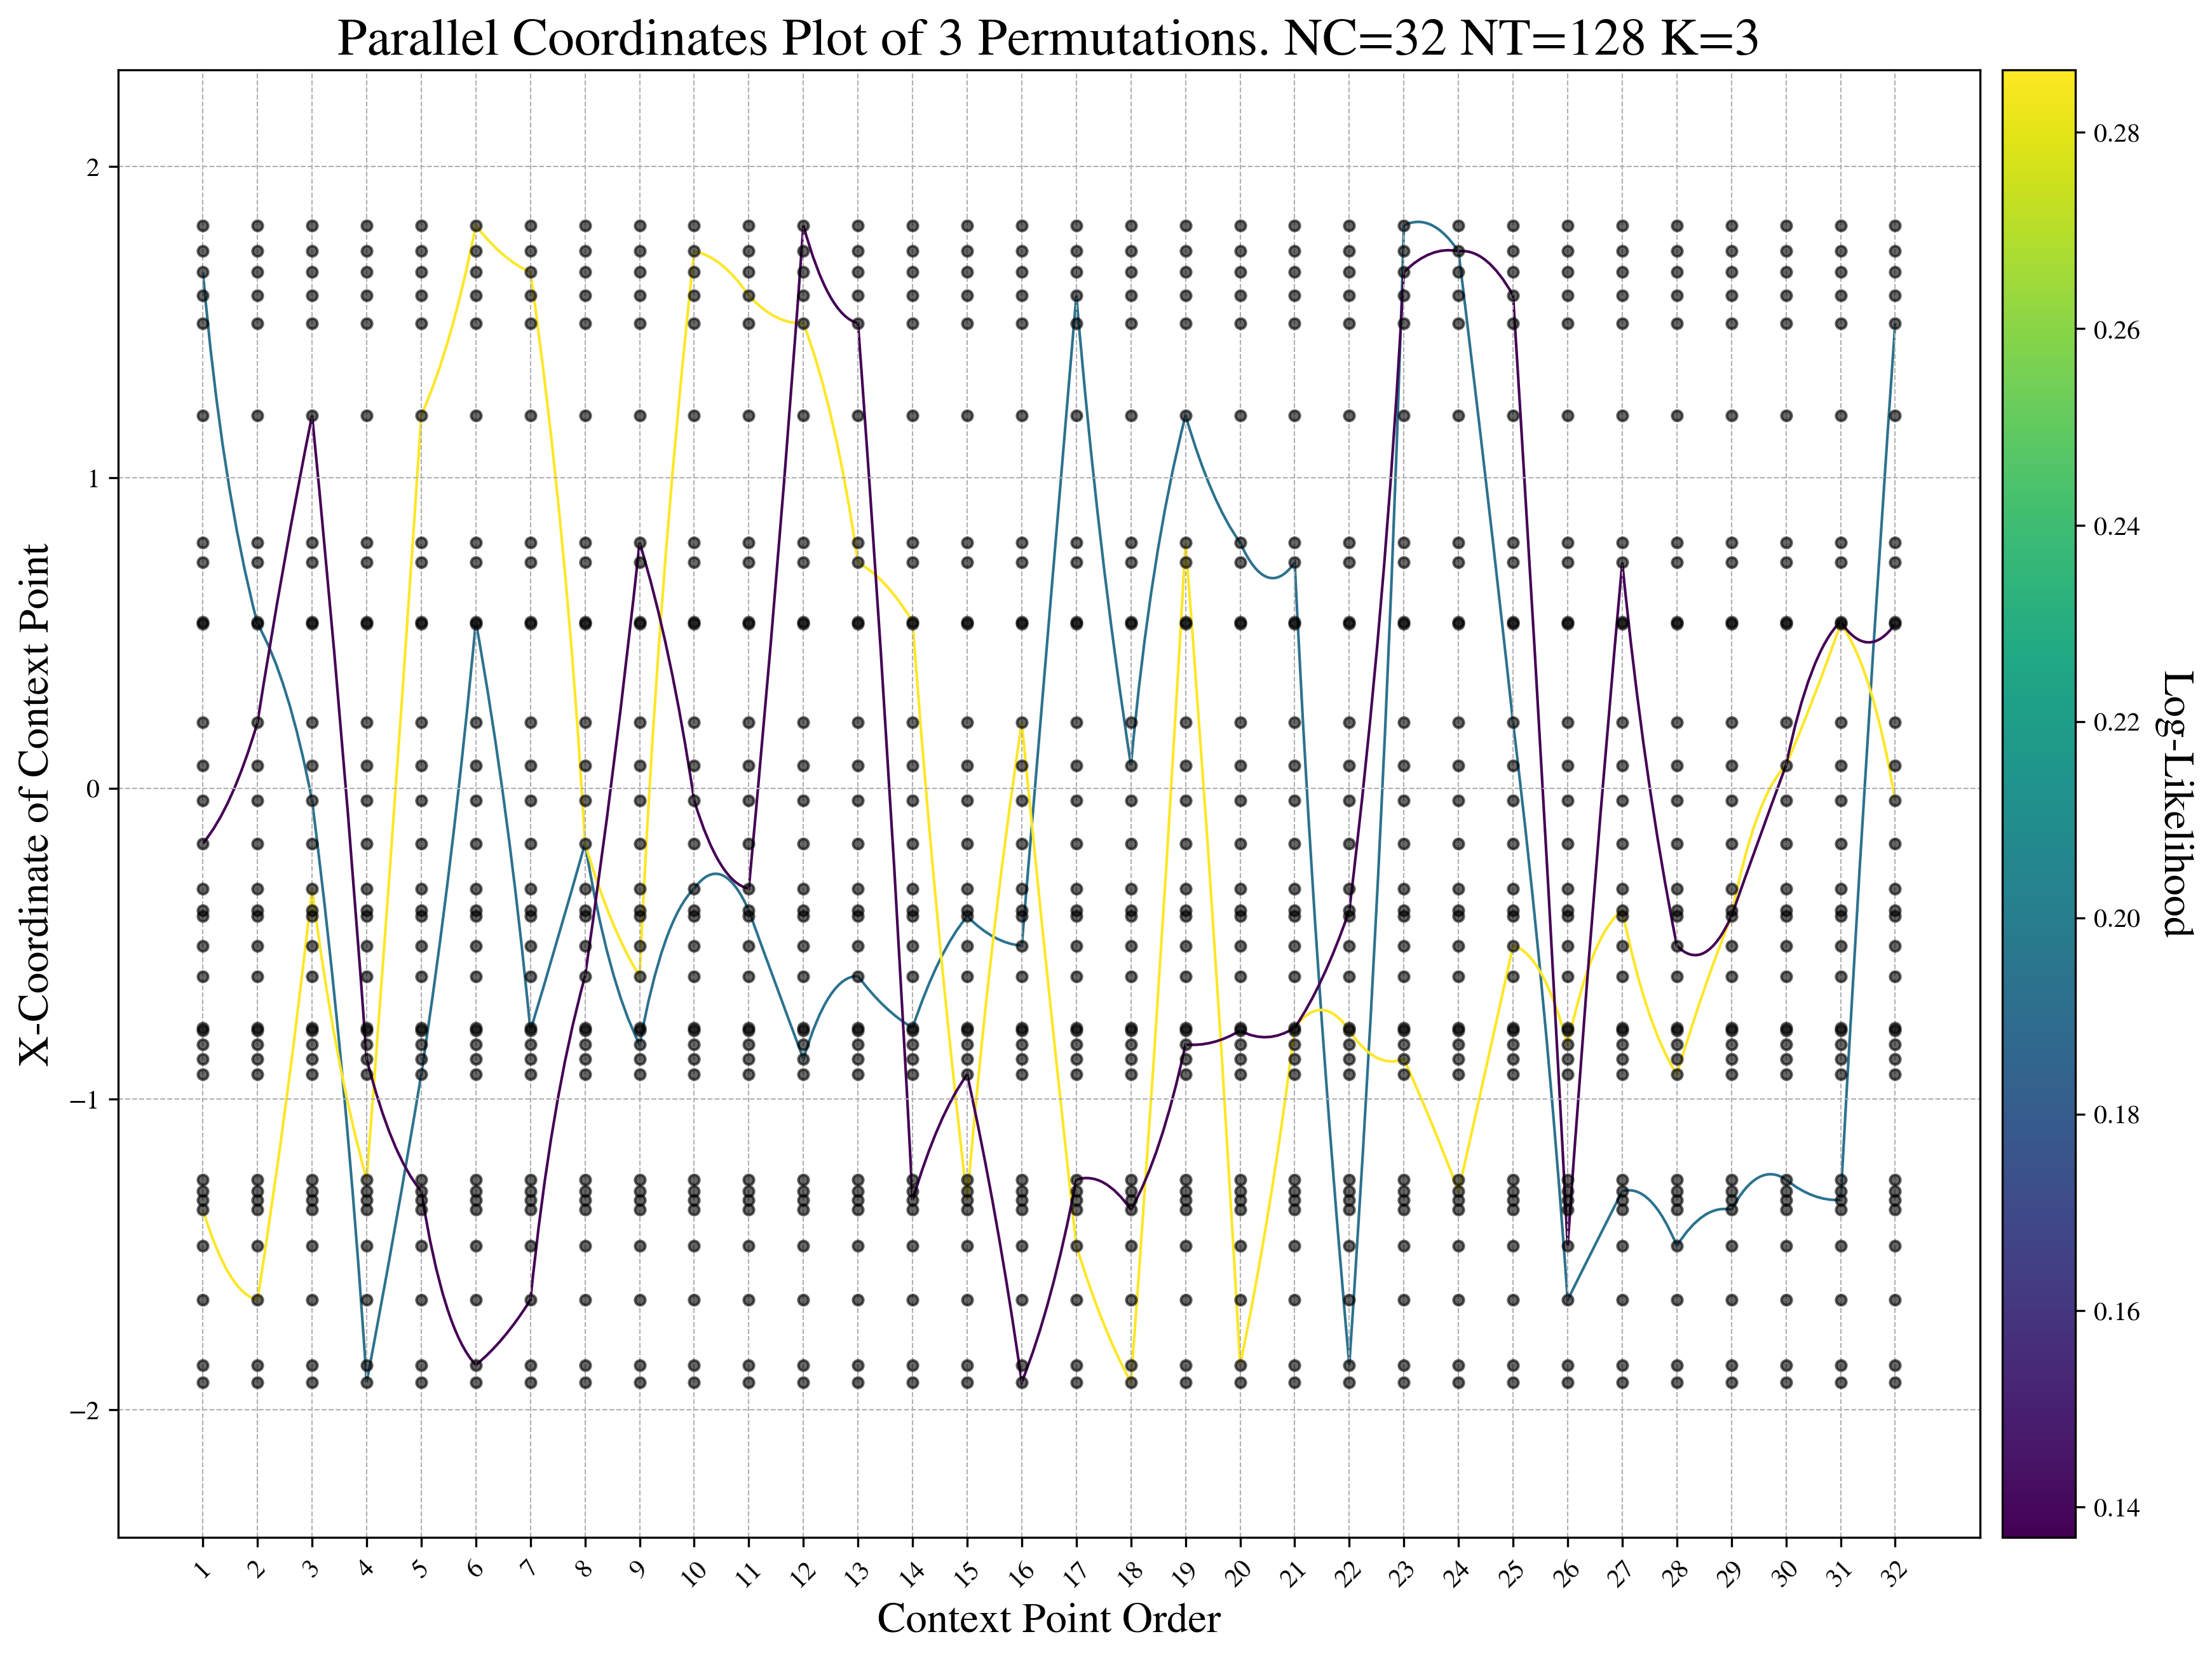 Parallel Coordinates Plot of 3 Permutations. NC=32 NT=128 K=3
X-Coordinate of Context Point
2
1
0
−1
−2
1 2 3 4 5 6 7 8 9 10 11 12 13 14 15 16 17 18 19 20 21 22 23 24 25 26 27 28 29 30 31 32
Context Point Order
0.28
0.26
0.24
0.22
0.20
0.18
0.16
0.14
Log-Likelihood